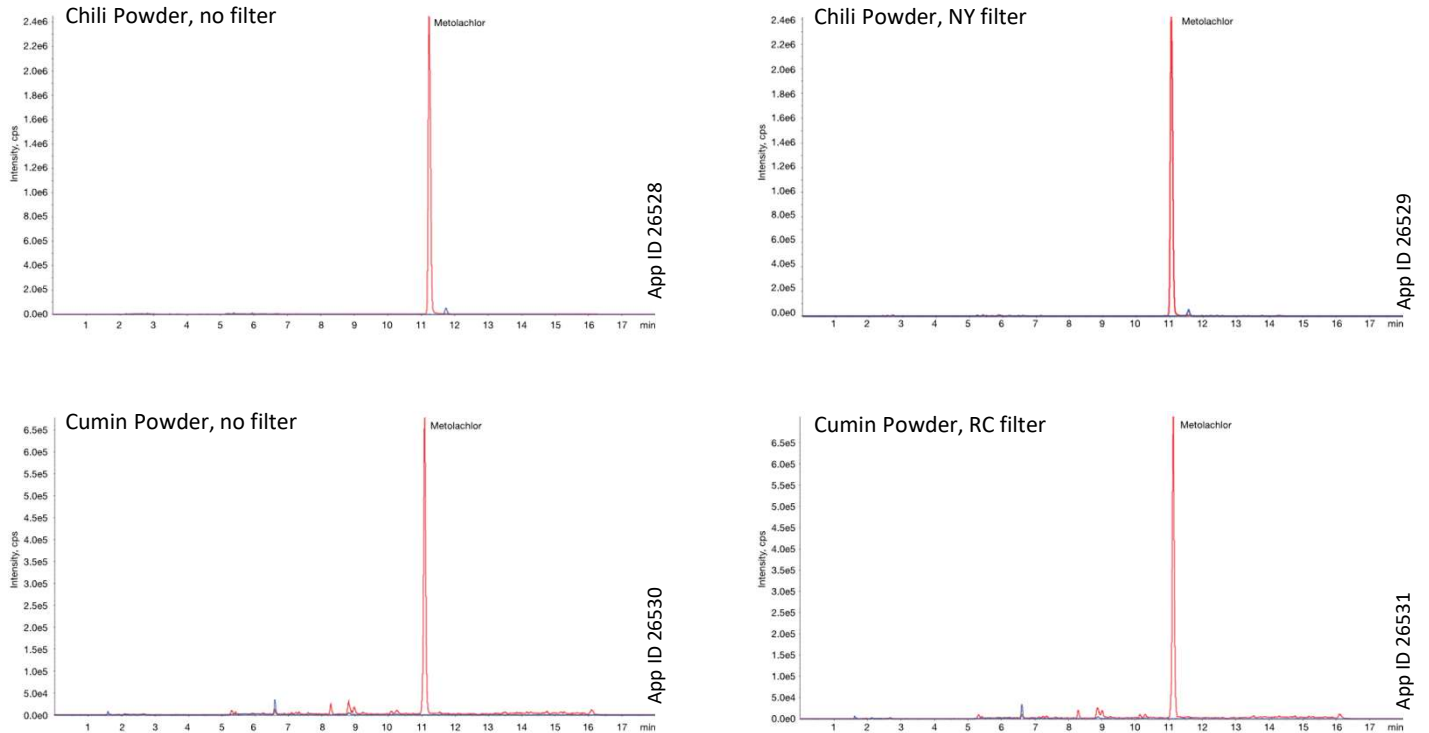 Chili Powder, no filter
Metolachlor
2.4e6
2.2e6
2.0e6
1.8e6
1.6e6
1.4e6
1.2e6
1.0e6
8.0e5
6.0e5
4.0e5
2.0e5
0.0e0
Intensity, cps
1 2 3 4 5 6 7 8 9 10 11 12 13 14 15 16 17 min
App ID 26528
Chili Powder, NY filter
Metolachlor
2.4e6
2.2e6
2.0e6
1.8e6
1.6e6
1.4e6
1.2e6
1.0e6
8.0e5
6.0e5
4.0e5
2.0e5
0.0e0
Intensity, cps
1 2 3 4 5 6 7 8 9 10 11 12 13 14 15 16 17 min
App ID 26529
Cumin Powder, no filter
Metolachlor
6.5e5
6.0e5
5.5e5
5.0e5
4.5e5
4.0e5
3.5e5
3.0e5
2.5e5
2.0e5
1.5e5
1.0e5
5.0e4
0.0e0
Intensity, cps
1 2 3 4 5 6 7 8 9 10 11 12 13 14 15 16 17 min
App ID 26530
Cumin Powder, RC filter
Metolachlor
6.5e5
6.0e5
5.5e5
5.0e5
4.5e5
4.0e5
3.5e5
3.0e5
2.5e5
2.0e5
1.5e5
1.0e5
5.0e4
0.0e0
Intensity, cps
1 2 3 4 5 6 7 8 9 10 11 12 13 14 15 16 17 min
App ID 26531